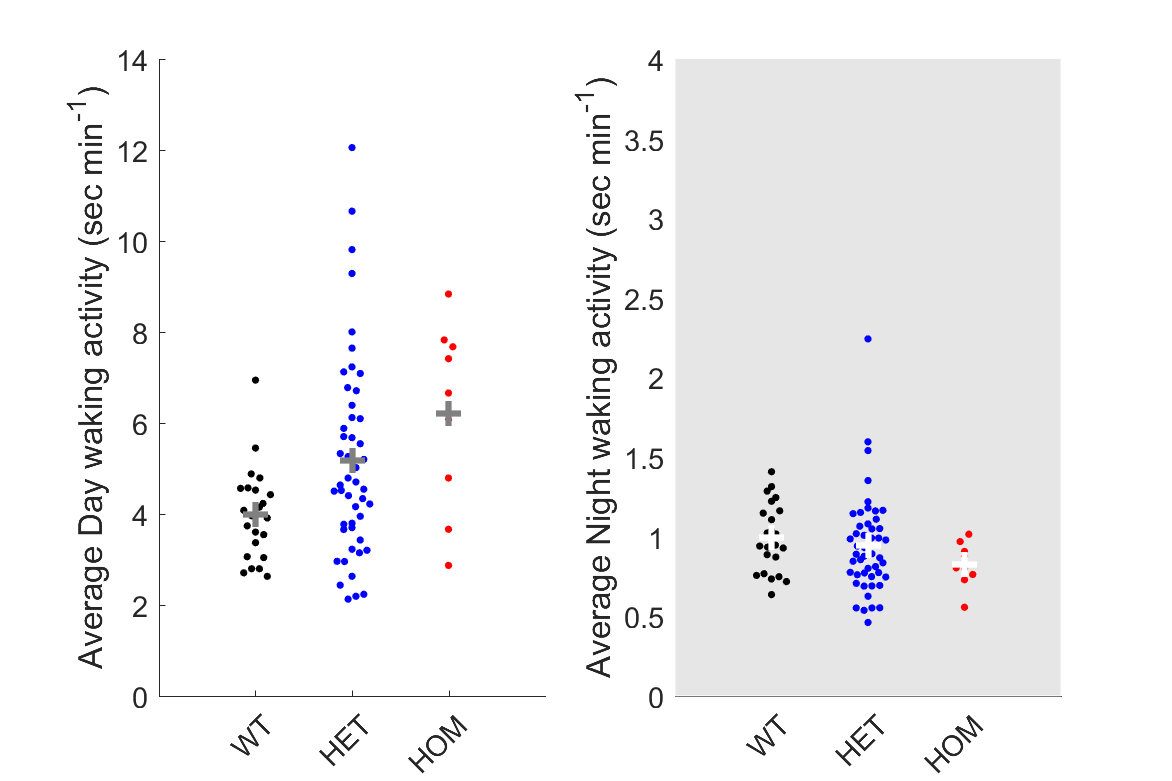 Average Day waking activity (sec min⁻¹)
14
12
10
8
6
4
2
0
WT
HET
HOM
Average Night waking activity (sec min⁻¹)
4
3.5
3
2.5
2
1.5
1
0.5
0
WT
HET
HOM